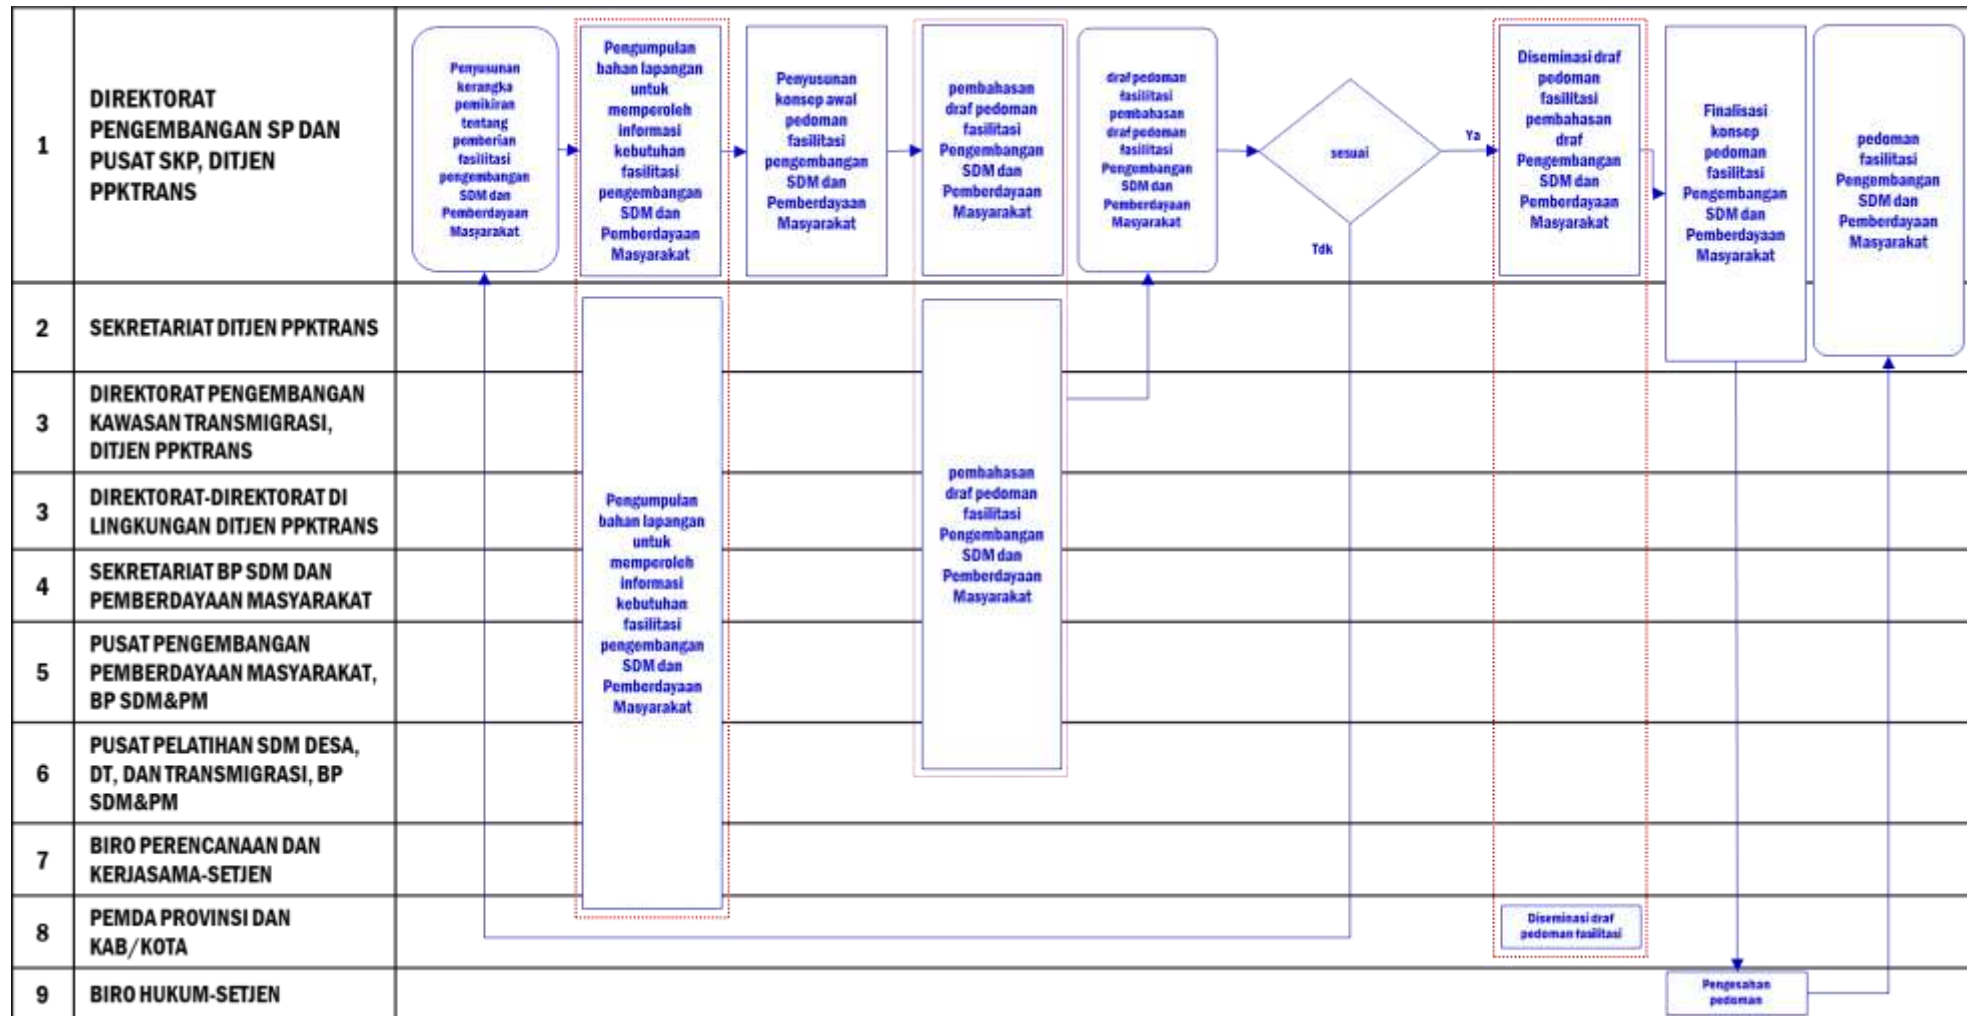 1
DIREKTORAT
PENGEMBANGAN SP DAN
PUSAT SKP, DITJEN
PPKTRANS
Penyusunan
kerangka
pemikiran
tentang
pemberian
fasilitasi
pengembangan
SDM dan
Pemberdayaan
Masyarakat
Pengumpulan
bahan lapangan
untuk
memperoleh
informasi
kebutuhan
fasilitasi
pengembangan
SDM dan
Pemberdayaan
Masyarakat
Penyusunan
konsep awal
pedoman
fasilitasi
pengembangan
SDM dan
Pemberdayaan
Masyarakat
pembahasan
draf pedoman
fasilitasi
Pengembangan
SDM dan
Pemberdayaan
Masyarakat
draf pedoman
fasilitasi
pembahasan
draf pedoman
fasilitasi
Pengembangan
SDM dan
Pemberdayaan
Masyarakat
sesuai
Ya
Tdk
Diseminasi draf
pedoman
fasilitasi
pembahasan
draf
Pengembangan
SDM dan
Pemberdayaan
Masyarakat
Finalisasi
konsep
pedoman
fasilitasi
Pengembangan
SDM dan
Pemberdayaan
Masyarakat
pedoman
fasilitasi
Pengembangan
SDM dan
Pemberdayaan
Masyarakat
2
SEKRETARIAT DITJEN PPKTRANS
3
DIREKTORAT PENGEMBANGAN
KAWASAN TRANSMIGRASI,
DITJEN PPKTRANS
3
DIREKTORAT-DIREKTORAT DI
LINGKUNGAN DITJEN PPKTRANS
Pengumpulan
bahan lapangan
untuk
memperoleh
informasi
kebutuhan
fasilitasi
pengembangan
SDM dan
Pemberdayaan
Masyarakat
pembahasan
draf pedoman
fasilitasi
Pengembangan
SDM dan
Pemberdayaan
Masyarakat
4
SEKRETARIAT BP SDM DAN
PEMBERDAYAAN MASYARAKAT
5
PUSAT PENGEMBANGAN
PEMBERDAYAAN MASYARAKAT,
BP SDM&PM
6
PUSAT PELATIHAN SDM DESA,
DT, DAN TRANSMIGRASI, BP
SDM&PM
7
BIRO PERENCANAAN DAN
KERJASAMA-SETJEN
8
PEMDA PROVINSI DAN
KAB/KOTA
Diseminasi draf
pedoman fasilitasi
9
BIRO HUKUM-SETJEN
Pengesahan
pedoman